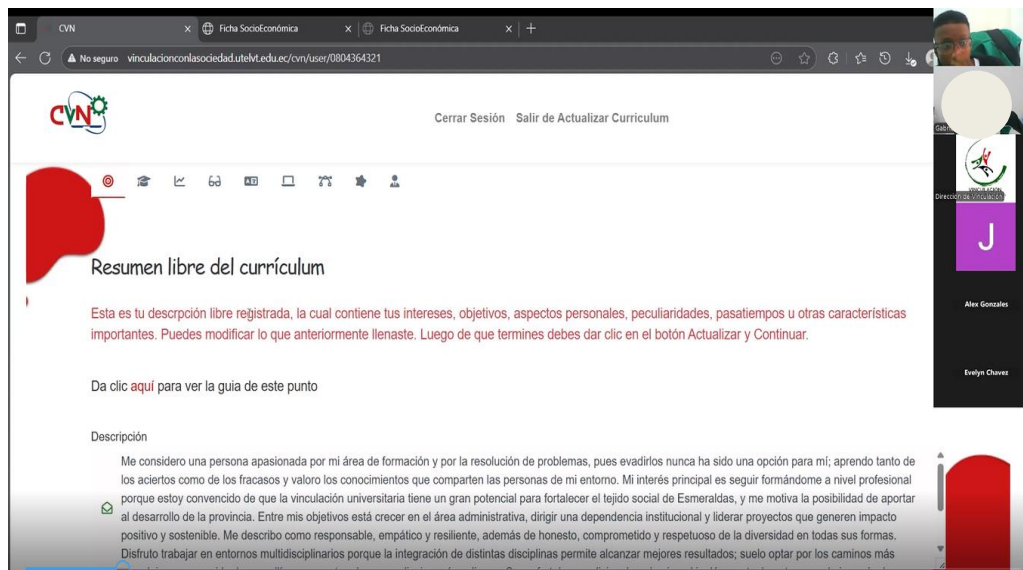 CVN
Ficha SocioEconómica
Ficha SocioEconómica
No seguro vinculacionconlasociedad.utelvt.edu.ec/cvn/user/0804364321
CVN
Cerrar Sesión Salir de Actualizar Curriculum
Resumen libre del currículum
Esta es tu descrpción libre registrada, la cual contiene tus intereses, objetivos, aspectos personales, peculiaridades, pasatiempos u otras características
importantes. Puedes modificar lo que anteriormente llenaste. Luego de que termines debes dar clic en el botón Actualizar y Continuar.
Da clic aquí para ver la guia de este punto
Descripción
Me considero una persona apasionada por mi área de formación y por la resolución de problemas, pues evadirlos nunca ha sido una opción para mí; aprendo tanto de
los aciertos como de los fracasos y valoro los conocimientos que comparten las personas de mi entorno. Mi interés principal es seguir formándome a nivel profesional
porque estoy convencido de que la vinculación universitaria tiene un gran potencial para fortalecer el tejido social de Esmeraldas, y me motiva la posibilidad de aportar
al desarrollo de la provincia. Entre mis objetivos está crecer en el área administrativa, dirigir una dependencia institucional y liderar proyectos que generen impacto
positivo y sostenible. Me describo como responsable, empático y resiliente, además de honesto, comprometido y respetuoso de la diversidad en todas sus formas.
Disfruto trabajar en entornos multidisciplinarios porque la integración de distintas disciplinas permite alcanzar mejores resultados; suelo optar por los caminos más
Gabri
VINCULACIÓN
Dirección de Vinculación
J
Alex Gonzales
Evelyn Chavez